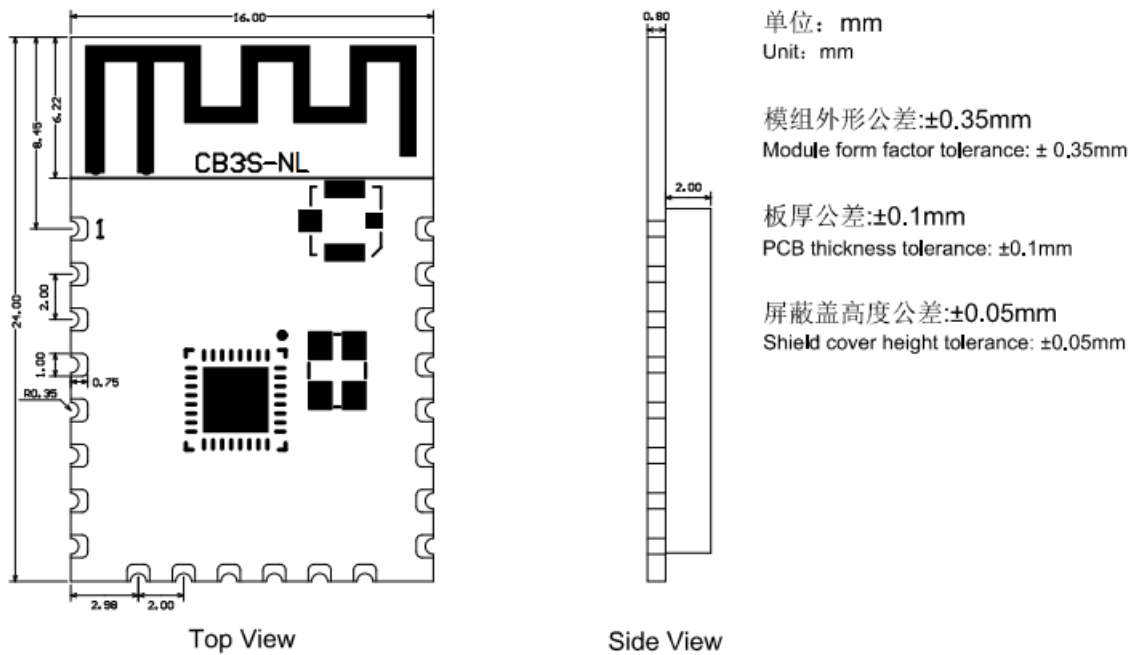 16.00
0.80
8.45
6.22
24.00
CB3S-NL
1
2.00
1.00
0.75
R0.35
2.98
2.00
Top View
2.00
Side View
单位：mm
Unit：mm
模组外形公差:±0.35mm
Module form factor tolerance: ± 0.35mm
板厚公差:±0.1mm
PCB thickness tolerance: ±0.1mm
屏蔽盖高度公差:±0.05mm
Shield cover height tolerance: ±0.05mm